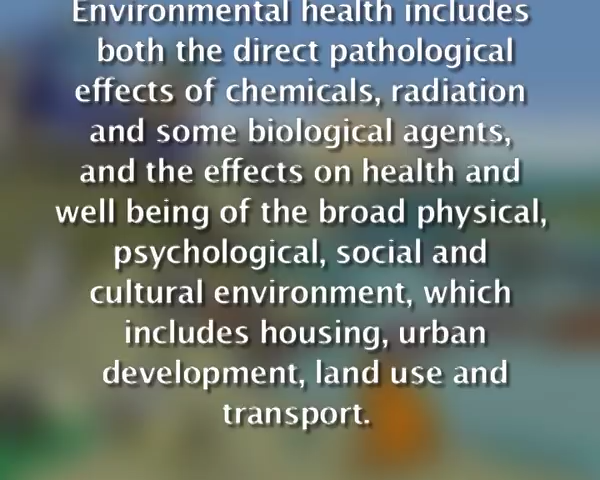 Environmental health includes
both the direct pathological
effects of chemicals, radiation
and some biological agents,
and the effects on health and
well being of the broad physical,
psychological, social and
cultural environment, which
includes housing, urban
development, land use and
transport.